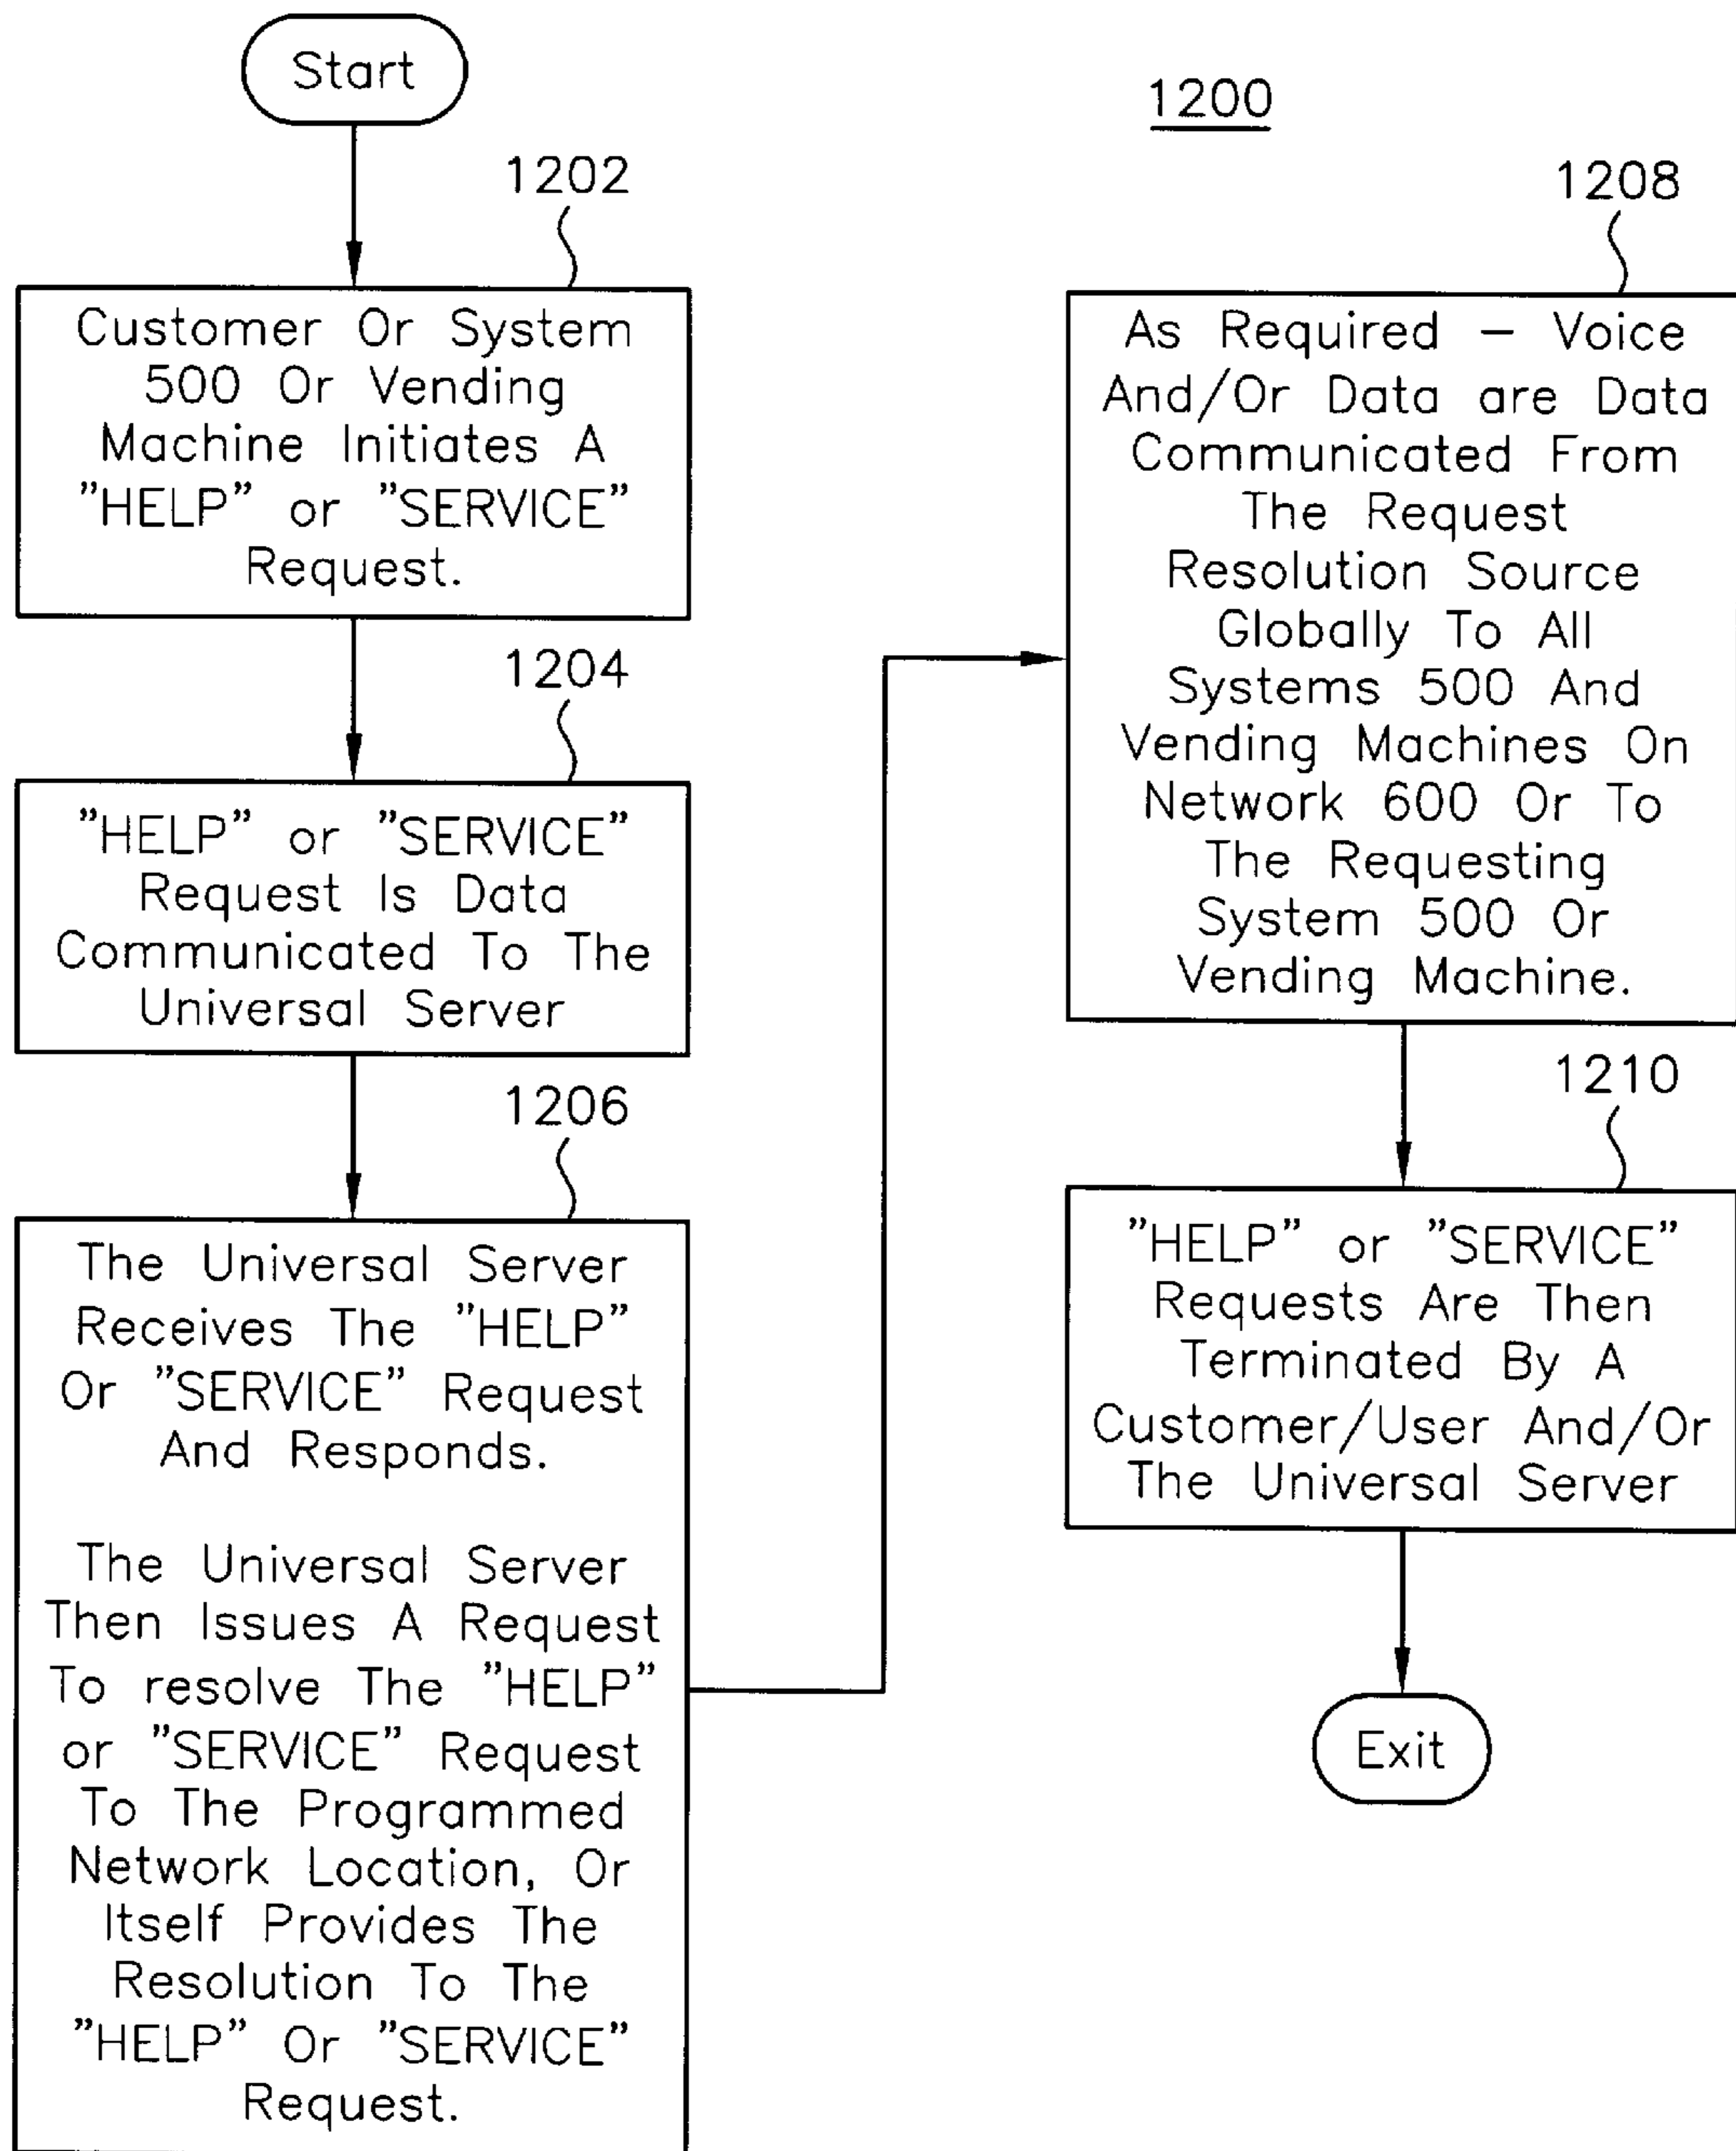 Start
1200
1202
Customer Or System
500 Or Vending
Machine Initiates A
”HELP” or ”SERVICE”
Request.
1204
”HELP” or ”SERVICE”
Request Is Data
Communicated To The
Universal Server
1206
The Universal Server
Receives The ”HELP”
Or ”SERVICE” Request
And Responds.
The Universal Server
Then Issues A Request
To resolve The ”HELP”
or ”SERVICE” Request
To The Programmed
Network Location, Or
Itself Provides The
Resolution To The
”HELP” Or ”SERVICE”
Request.
1208
As Required – Voice
And/Or Data are Data
Communicated From
The Request
Resolution Source
Globally To All
Systems 500 And
Vending Machines On
Network 600 Or To
The Requesting
System 500 Or
Vending Machine.
1210
”HELP” or ”SERVICE”
Requests Are Then
Terminated By A
Customer/User And/Or
The Universal Server
Exit